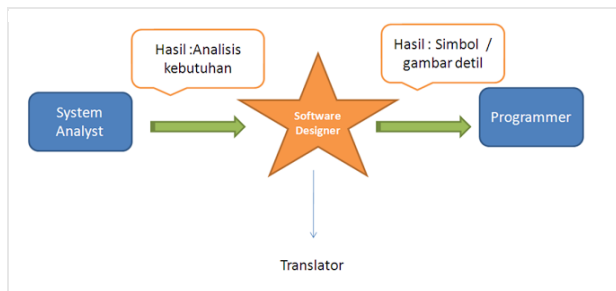 Hasil :Analisis
kebutuhan
Hasil : Simbol /
gambar detil
System
Analyst
Software
Designer
Programmer
Translator